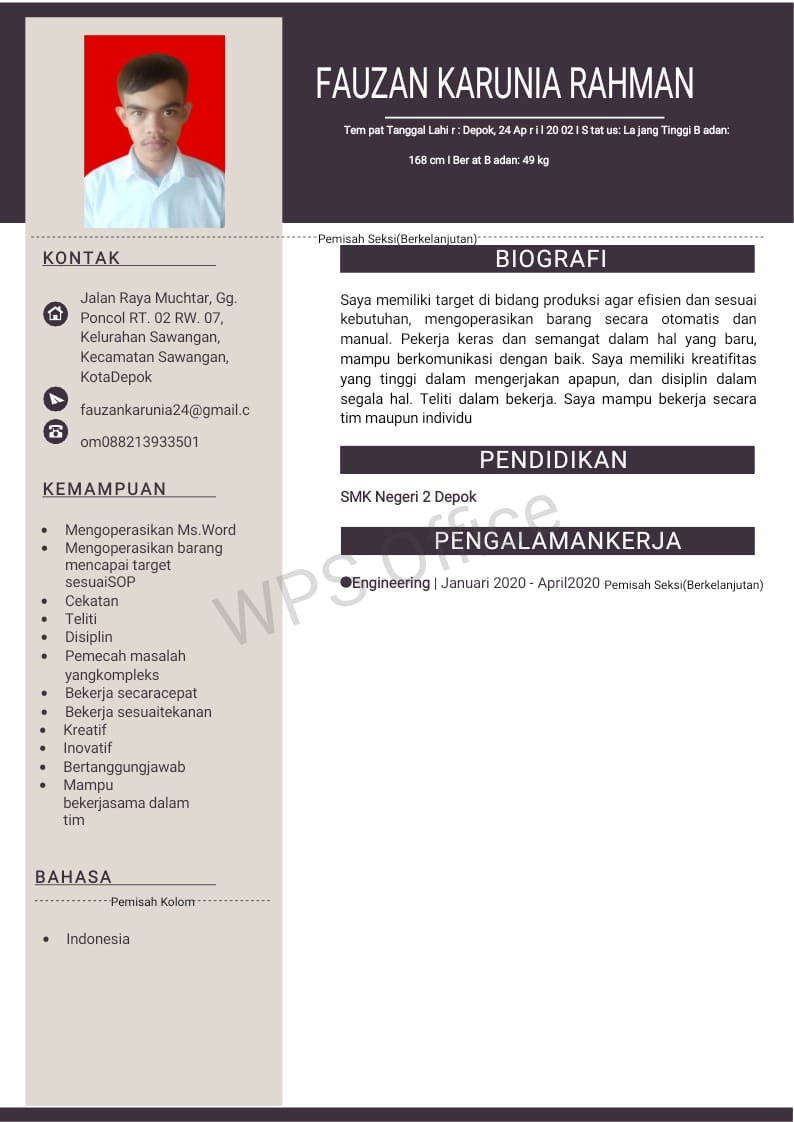 FAUZAN KARUNIA RAHMAN
Tem pat Tanggal Lahi r : Depok, 24 Ap r i l 20 02 I S tat us: La jang Tinggi B adan:
168 cm I Ber at B adan: 49 kg
Pemisah Seksi(Berkelanjutan)
KONTAK
Jalan Raya Muchtar, Gg.
Poncol RT. 02 RW. 07,
Kelurahan Sawangan,
Kecamatan Sawangan,
KotaDepok
fauzankarunia24@gmail.c
om088213933501
KEMAMPUAN
• Mengoperasikan Ms.Word
• Mengoperasikan barang
mencapai target
sesuaiSOP
• Cekatan
• Teliti
• Disiplin
• Pemecah masalah
yangkompleks
• Bekerja secaracepat
• Bekerja sesuaitekanan
• Kreatif
• Inovatif
• Bertanggungjawab
• Mampu
bekerjasama dalam
tim
BAHASA
Pemisah Kolom
• Indonesia
BIOGRAFI
Saya memiliki target di bidang produksi agar efisien dan sesuai
kebutuhan, mengoperasikan barang secara otomatis dan
manual. Pekerja keras dan semangat dalam hal yang baru,
mampu berkomunikasi dengan baik. Saya memiliki kreatifitas
yang tinggi dalam mengerjakan apapun, dan disiplin dalam
segala hal. Teliti dalam bekerja. Saya mampu bekerja secara
tim maupun individu
PENDIDIKAN
SMK Negeri 2 Depok
PENGALAMANKERJA
●Engineering | Januari 2020 - April2020 Pemisah Seksi(Berkelanjutan)
WPS Office